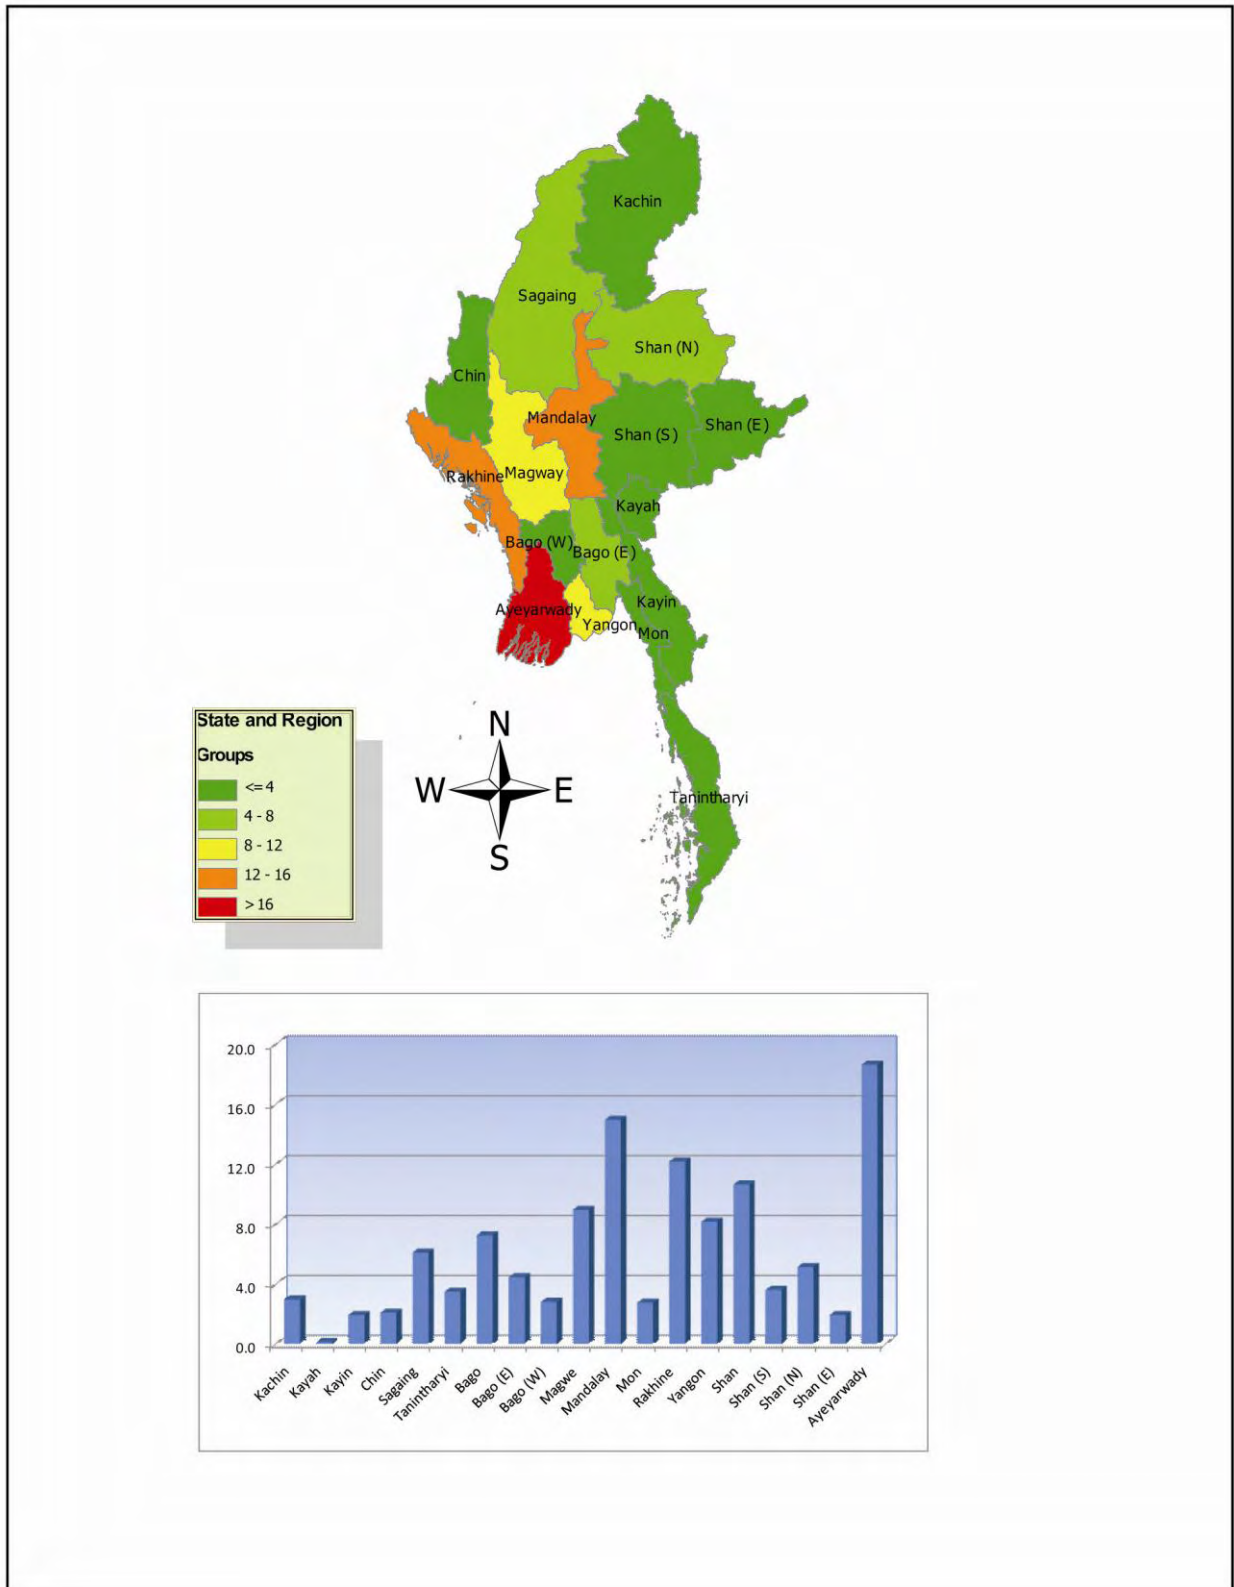 Kachin
Sagaing
Shan (N)
Chin
Mandalay
Shan (S)
Shan (E)
Rakhine
Magway
Kayah
Bago (W)
Bago (E)
Ayeyarwady
Kayin
Yangon
Mon
Tanintharyi
State and Region
Groups
<= 4
4 - 8
8 - 12
12 - 16
> 16
N
W
E
S
20.0
16.0
12.0
8.0
4.0
0.0
Kachin
Kayah
Kayin
Chin
Sagaing
Tanintharyi
Bago
Bago (E)
Bago (W)
Magwe
Mandalay
Mon
Rakhine
Yangon
Shan
Shan (S)
Shan (N)
Shan (E)
Ayeyarwady